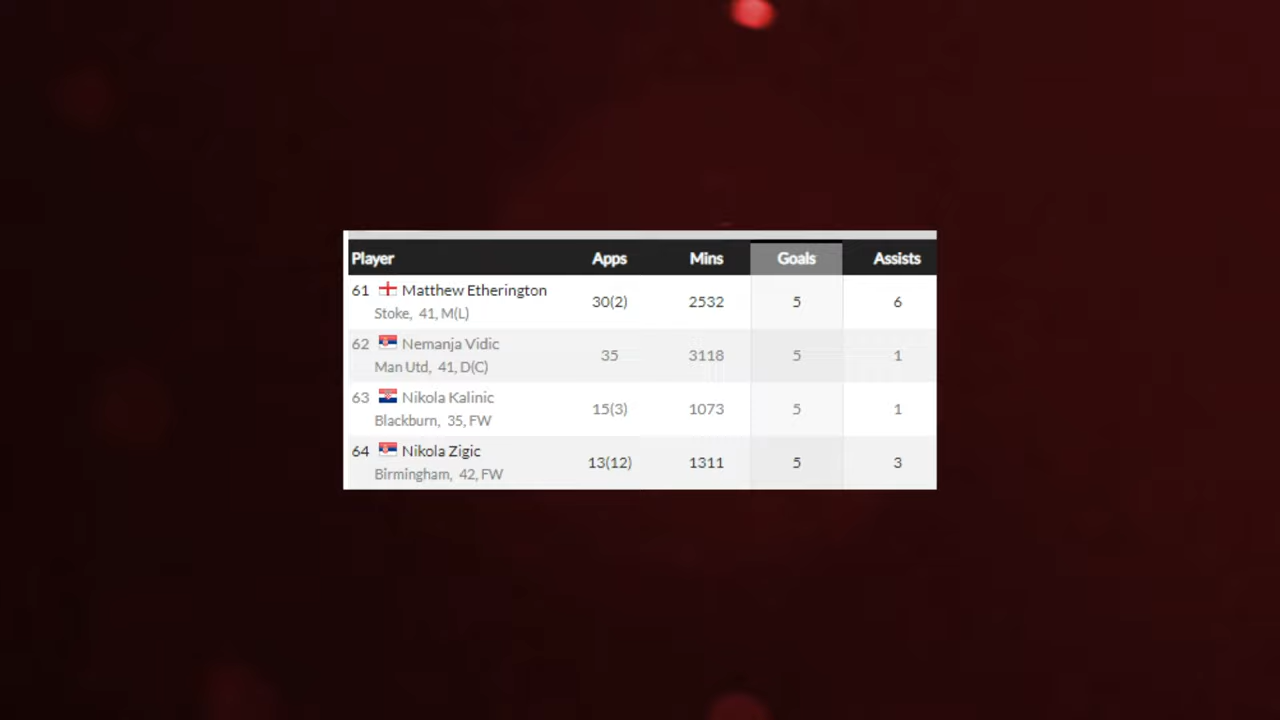 Player Apps Mins Goals Assists
61 Matthew Etherington 30(2) 2532 5 6
Stoke, 41, M(L)
62 Nemanja Vidic 35 3118 5 1
Man Utd, 41, D(C)
63 Nikola Kalinic 15(3) 1073 5 1
Blackburn, 35, FW
64 Nikola Zigic 13(12) 1311 5 3
Birmingham, 42, FW